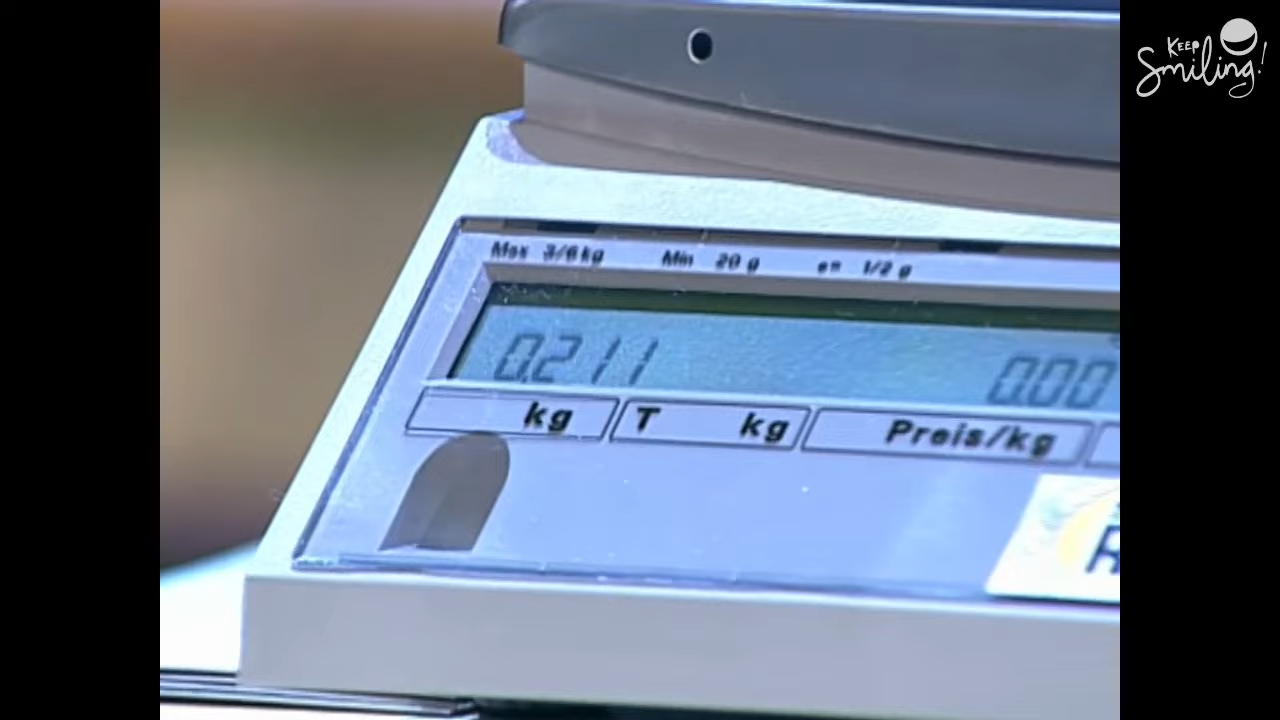 KEEP
Smiling!
Max 3/6 kg Min 20 g e= 1/2 g
0.211 0.00
kg T kg Preis/kg
R